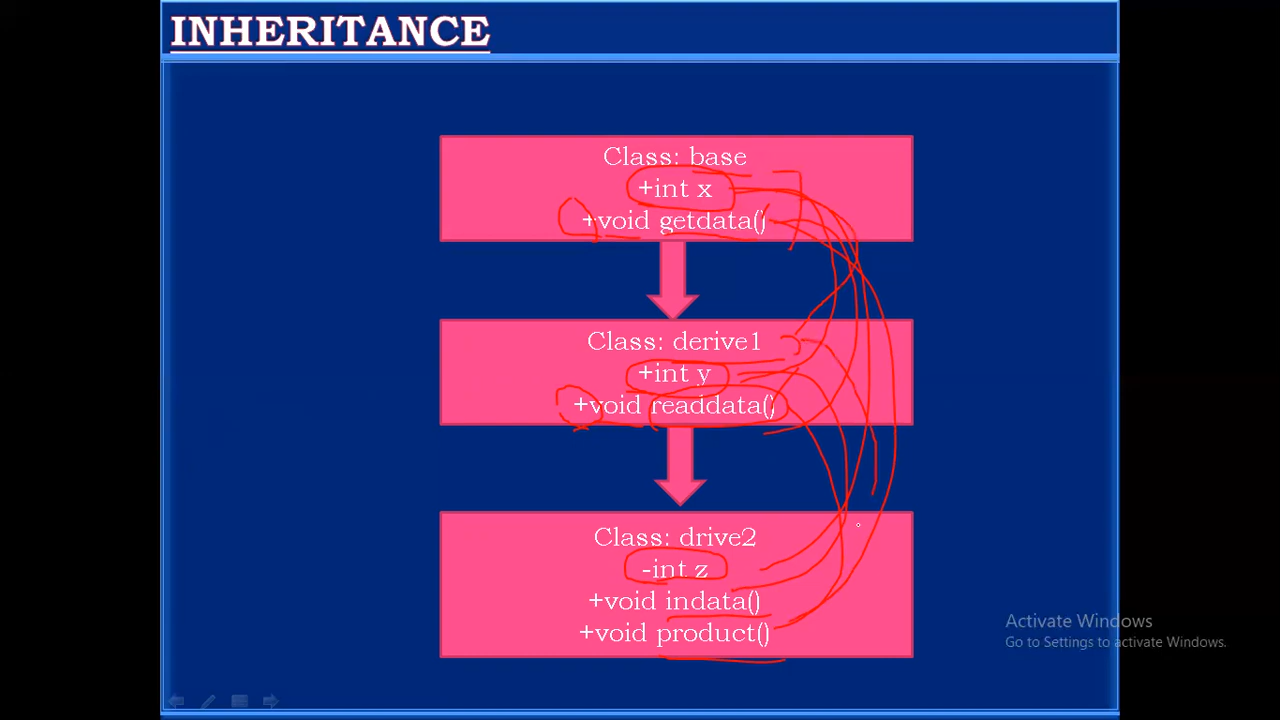 INHERITANCE
Class: base
+int x
+void getdata()
Class: derive1
+int y
+void readdata()
Class: drive2
-int z
+void indata()
+void product()
Activate Windows
Go to Settings to activate Windows.